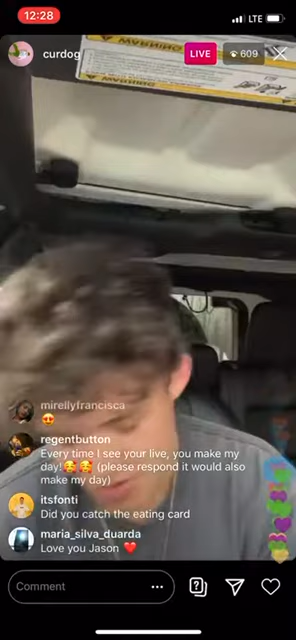 12:28
LTE
curdog
LIVE
609
WARNING
mirellyfrancisca
😍
regentbutton
Every time I see your live, you make my
day!🥰🥰 (please respond it would also
make my day)
itsfonti
Did you catch the eating card
maria_silva_duarda
Love you Jason ❤️
Comment